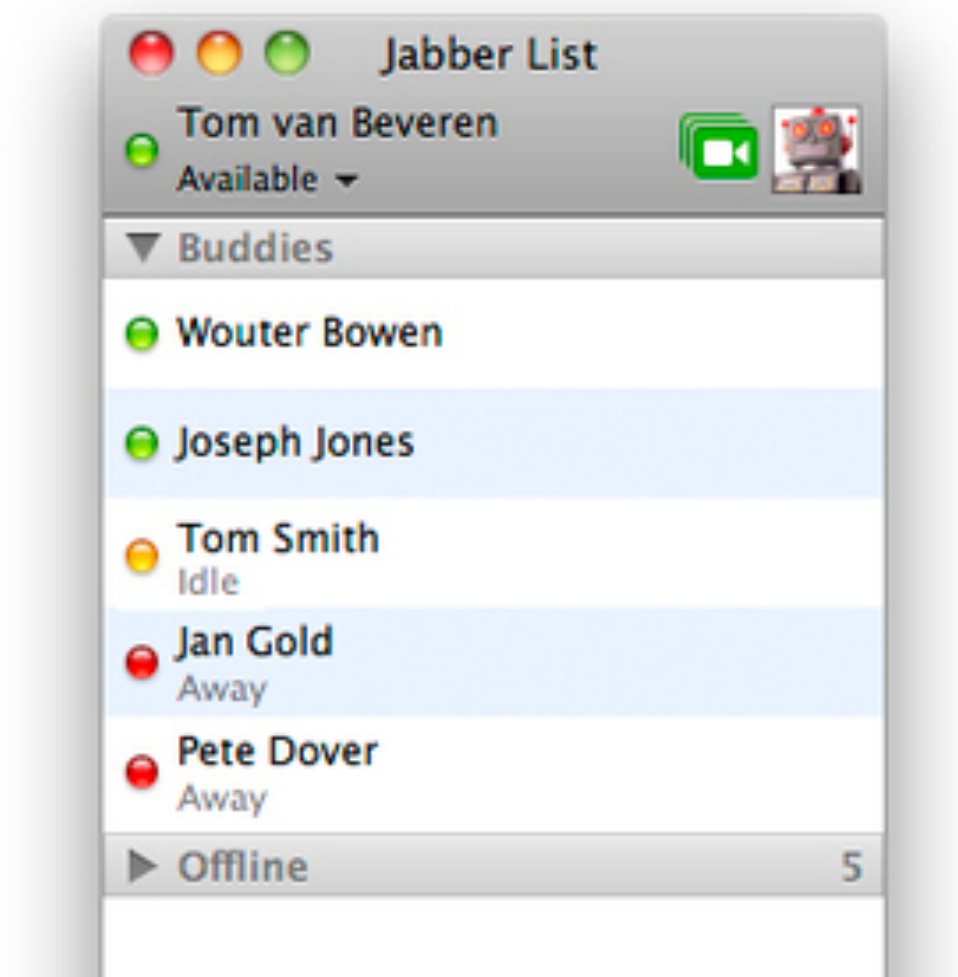 Jabber List
Tom van Beveren
Available
Buddies
Wouter Bowen
Joseph Jones
Tom Smith
Idle
Jan Gold
Away
Pete Dover
Away
Offline 5